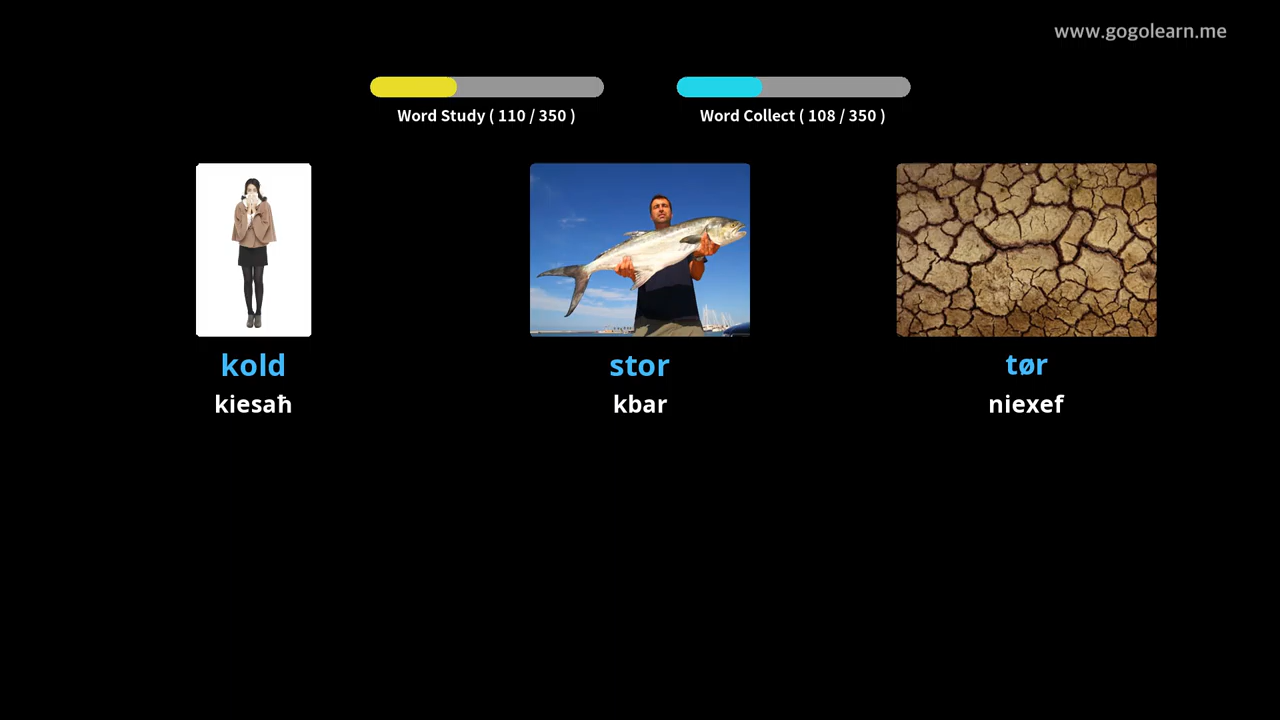 www.gogolearn.me
Word Study ( 110 / 350 )
Word Collect ( 108 / 350 )
kold
stor
tør
kiesaħ
kbar
niexef